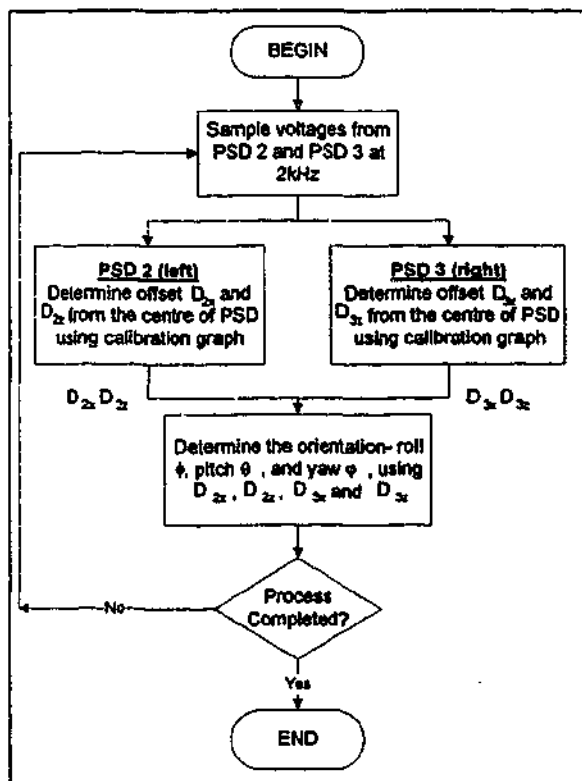 BEGIN
Sample voltages from
PSD 2 and PSD 3 at
2kHz
PSD 2 (left)
Determine offset D2x and
D2z from the centre of PSD
using calibration graph
PSD 3 (right)
Determine offset D3x and
D3z from the centre of PSD
using calibration graph
D2x D2z
D3x D3z
Determine the orientation- roll
ϕ, pitch θ , and yaw φ , using
D2x , D2z , D3x and D3z
Process
Completed?
No
Yes
END